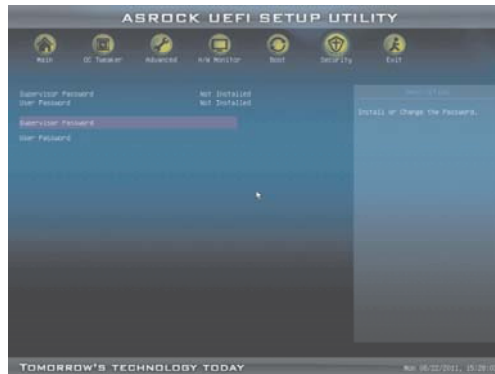 ASROCK UEFI SETUP UTILITY
Main OC Tweaker Advanced H/W Monitor Boot Security Exit
Supervisor Password Not Installed
User Password Not Installed
Supervisor Password
User Password
Description
Install or Change the Password.
TOMORROW'S TECHNOLOGY TODAY